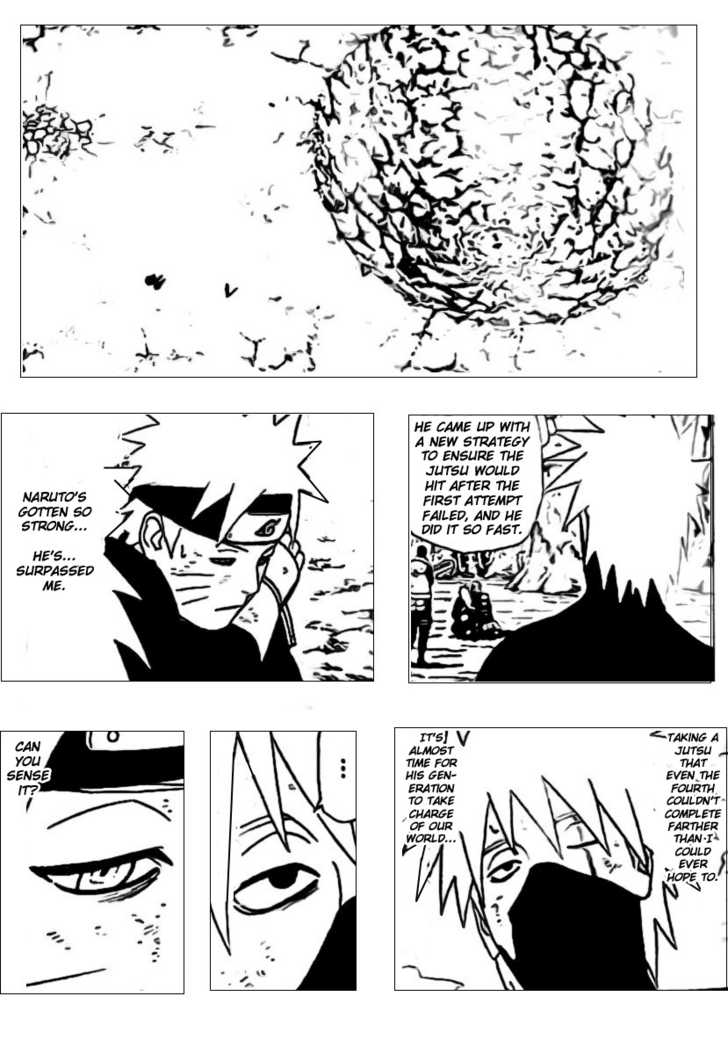 HE CAME UP WITH
A NEW STRATEGY
TO ENSURE THE
JUTSU WOULD
HIT AFTER THE
FIRST ATTEMPT
FAILED, AND HE
DID IT SO FAST.
NARUTO'S
GOTTEN SO
STRONG...
HE'S...
SURPASSED
ME.
TAKING A
JUTSU
THAT
EVEN THE
FOURTH
COULDN'T
COMPLETE
FARTHER
THAN I
COULD
EVER
HOPE TO.
IT'S
ALMOST
TIME FOR
HIS GEN-
ERATION
TO TAKE
CHARGE
OF OUR
WORLD...
...
CAN
YOU
SENSE
IT?